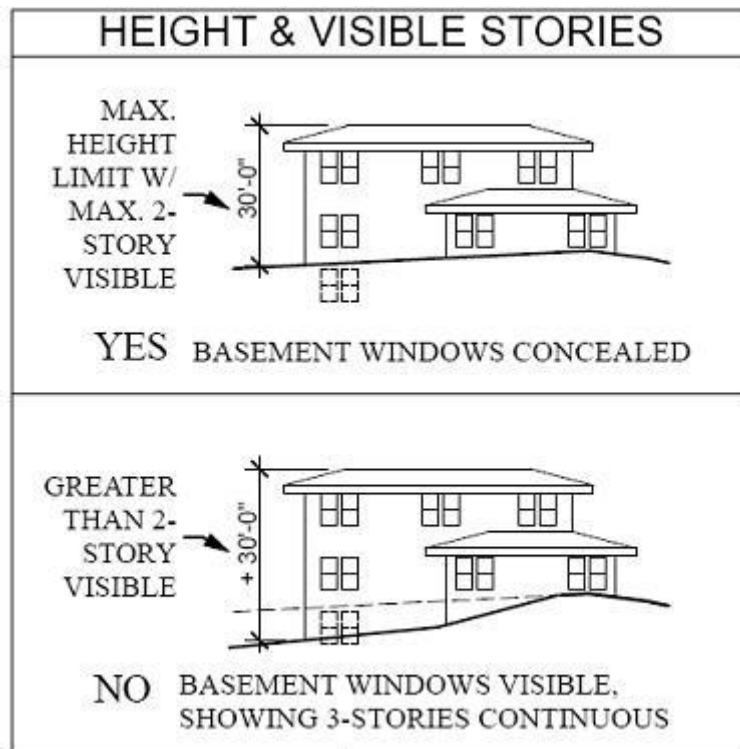 HEIGHT & VISIBLE STORIES
MAX.
HEIGHT
LIMIT W/
MAX. 2-
STORY
VISIBLE
30'-0"
YES BASEMENT WINDOWS CONCEALED
GREATER
THAN 2-
STORY
VISIBLE
+ 30'-0"
NO BASEMENT WINDOWS VISIBLE,
SHOWING 3-STORIES CONTINUOUS